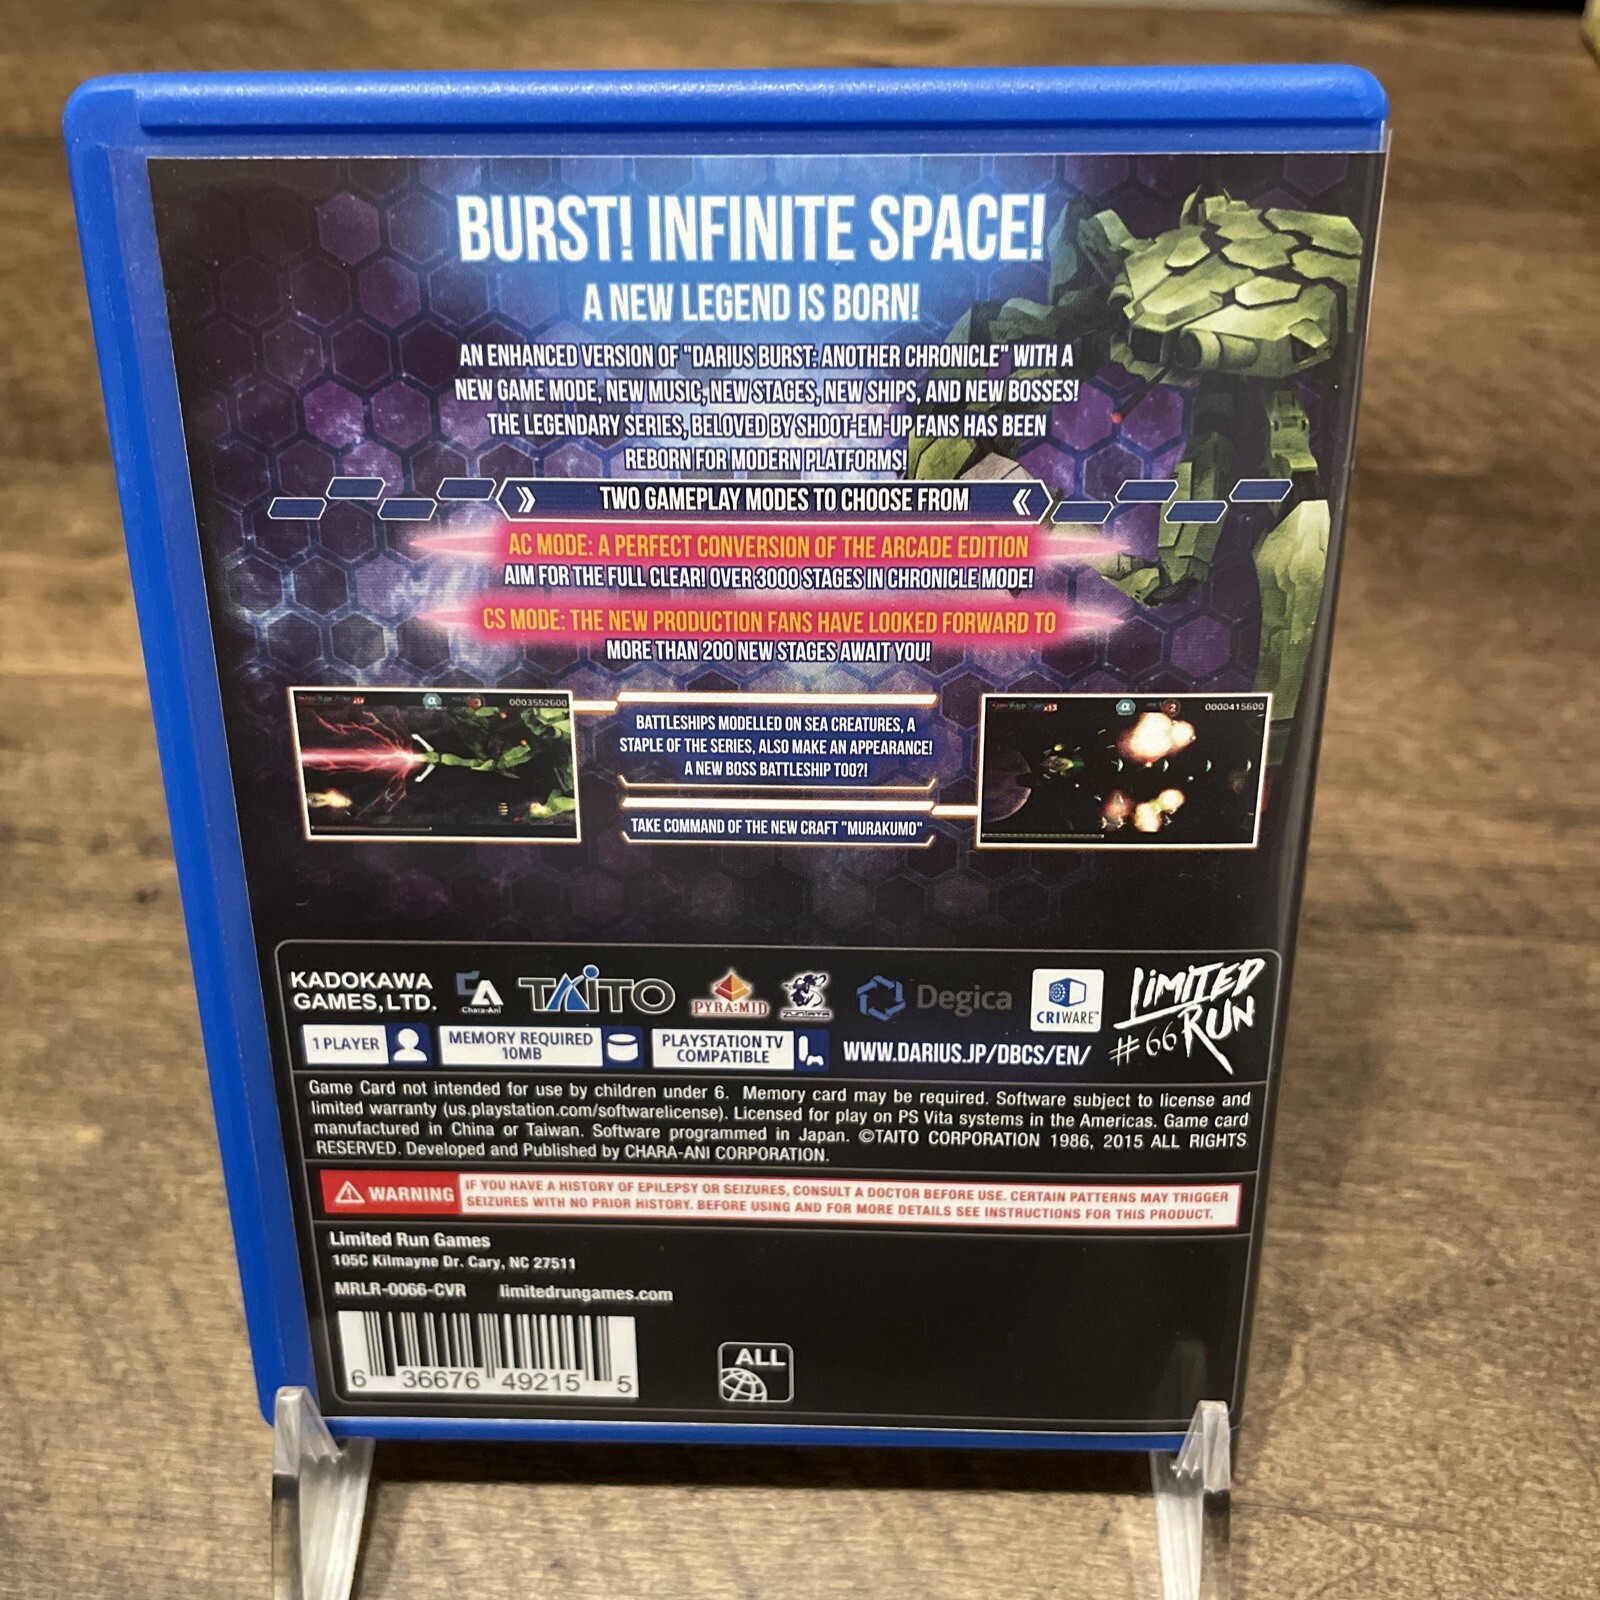 BURST! INFINITE SPACE!
A NEW LEGEND IS BORN!
AN ENHANCED VERSION OF "DARIUS BURST: ANOTHER CHRONICLE" WITH A
NEW GAME MODE, NEW MUSIC, NEW STAGES, NEW SHIPS, AND NEW BOSSES!
THE LEGENDARY SERIES, BELOVED BY SHOOT-EM-UP FANS HAS BEEN
REBORN FOR MODERN PLATFORMS!
TWO GAMEPLAY MODES TO CHOOSE FROM
AC MODE: A PERFECT CONVERSION OF THE ARCADE EDITION
AIM FOR THE FULL CLEAR! OVER 3000 STAGES IN CHRONICLE MODE!
CS MODE: THE NEW PRODUCTION FANS HAVE LOOKED FORWARD TO
MORE THAN 200 NEW STAGES AWAIT YOU!
0003552600
BATTLESHIPS MODELLED ON SEA CREATURES, A
STAPLE OF THE SERIES, ALSO MAKE AN APPEARANCE!
A NEW BOSS BATTLESHIP TOO?!
TAKE COMMAND OF THE NEW CRAFT "MURAKUMO"
x13 α 2 0000415600
KADOKAWA
GAMES, LTD.
CA
Chara-Ani
TAITO
PYRA:MID
ZUNTATA
Degica
CRIWARE™
LIMITED
RUN
#66
1 PLAYER
MEMORY REQUIRED
10MB
PLAYSTATION TV
COMPATIBLE
WWW.DARIUS.JP/DBCS/EN/
Game Card not intended for use by children under 6. Memory card may be required. Software subject to license and
limited warranty (us.playstation.com/softwarelicense). Licensed for play on PS Vita systems in the Americas. Game card
manufactured in China or Taiwan. Software programmed in Japan. ©TAITO CORPORATION 1986, 2015 ALL RIGHTS
RESERVED. Developed and Published by CHARA-ANI CORPORATION.
WARNING
IF YOU HAVE A HISTORY OF EPILEPSY OR SEIZURES, CONSULT A DOCTOR BEFORE USE. CERTAIN PATTERNS MAY TRIGGER
SEIZURES WITH NO PRIOR HISTORY. BEFORE USING AND FOR MORE DETAILS SEE INSTRUCTIONS FOR THIS PRODUCT.
Limited Run Games
105C Kilmayne Dr. Cary, NC 27511
MRLR-0066-CVR limitedrungames.com
6 36676 49215 5
ALL